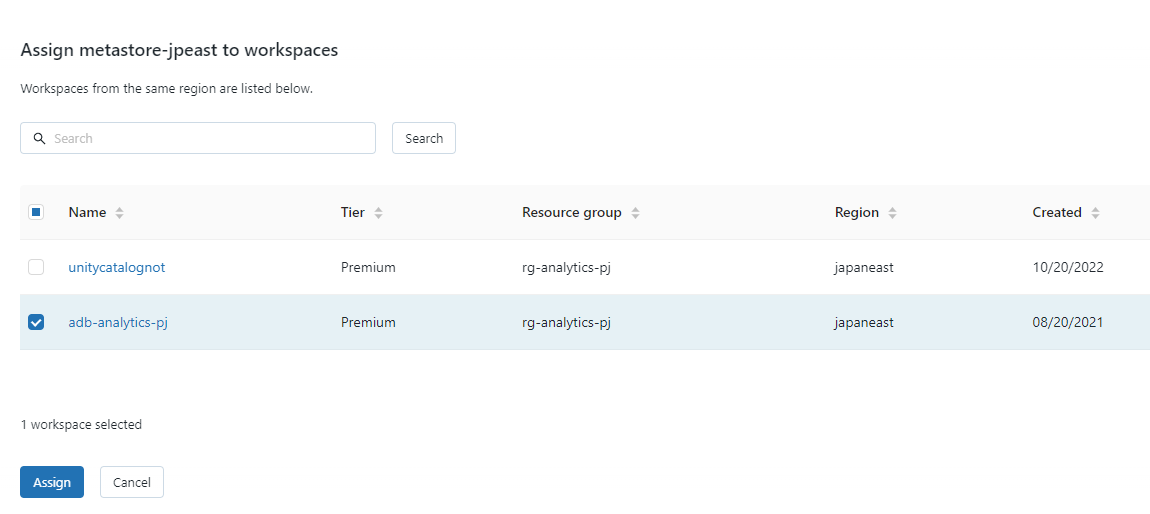 Assign metastore-jpeast to workspaces
Workspaces from the same region are listed below.
Search Search
Name Tier Resource group Region Created
unitycatalognot Premium rg-analytics-pj japaneast 10/20/2022
adb-analytics-pj Premium rg-analytics-pj japaneast 08/20/2021
1 workspace selected
Assign Cancel